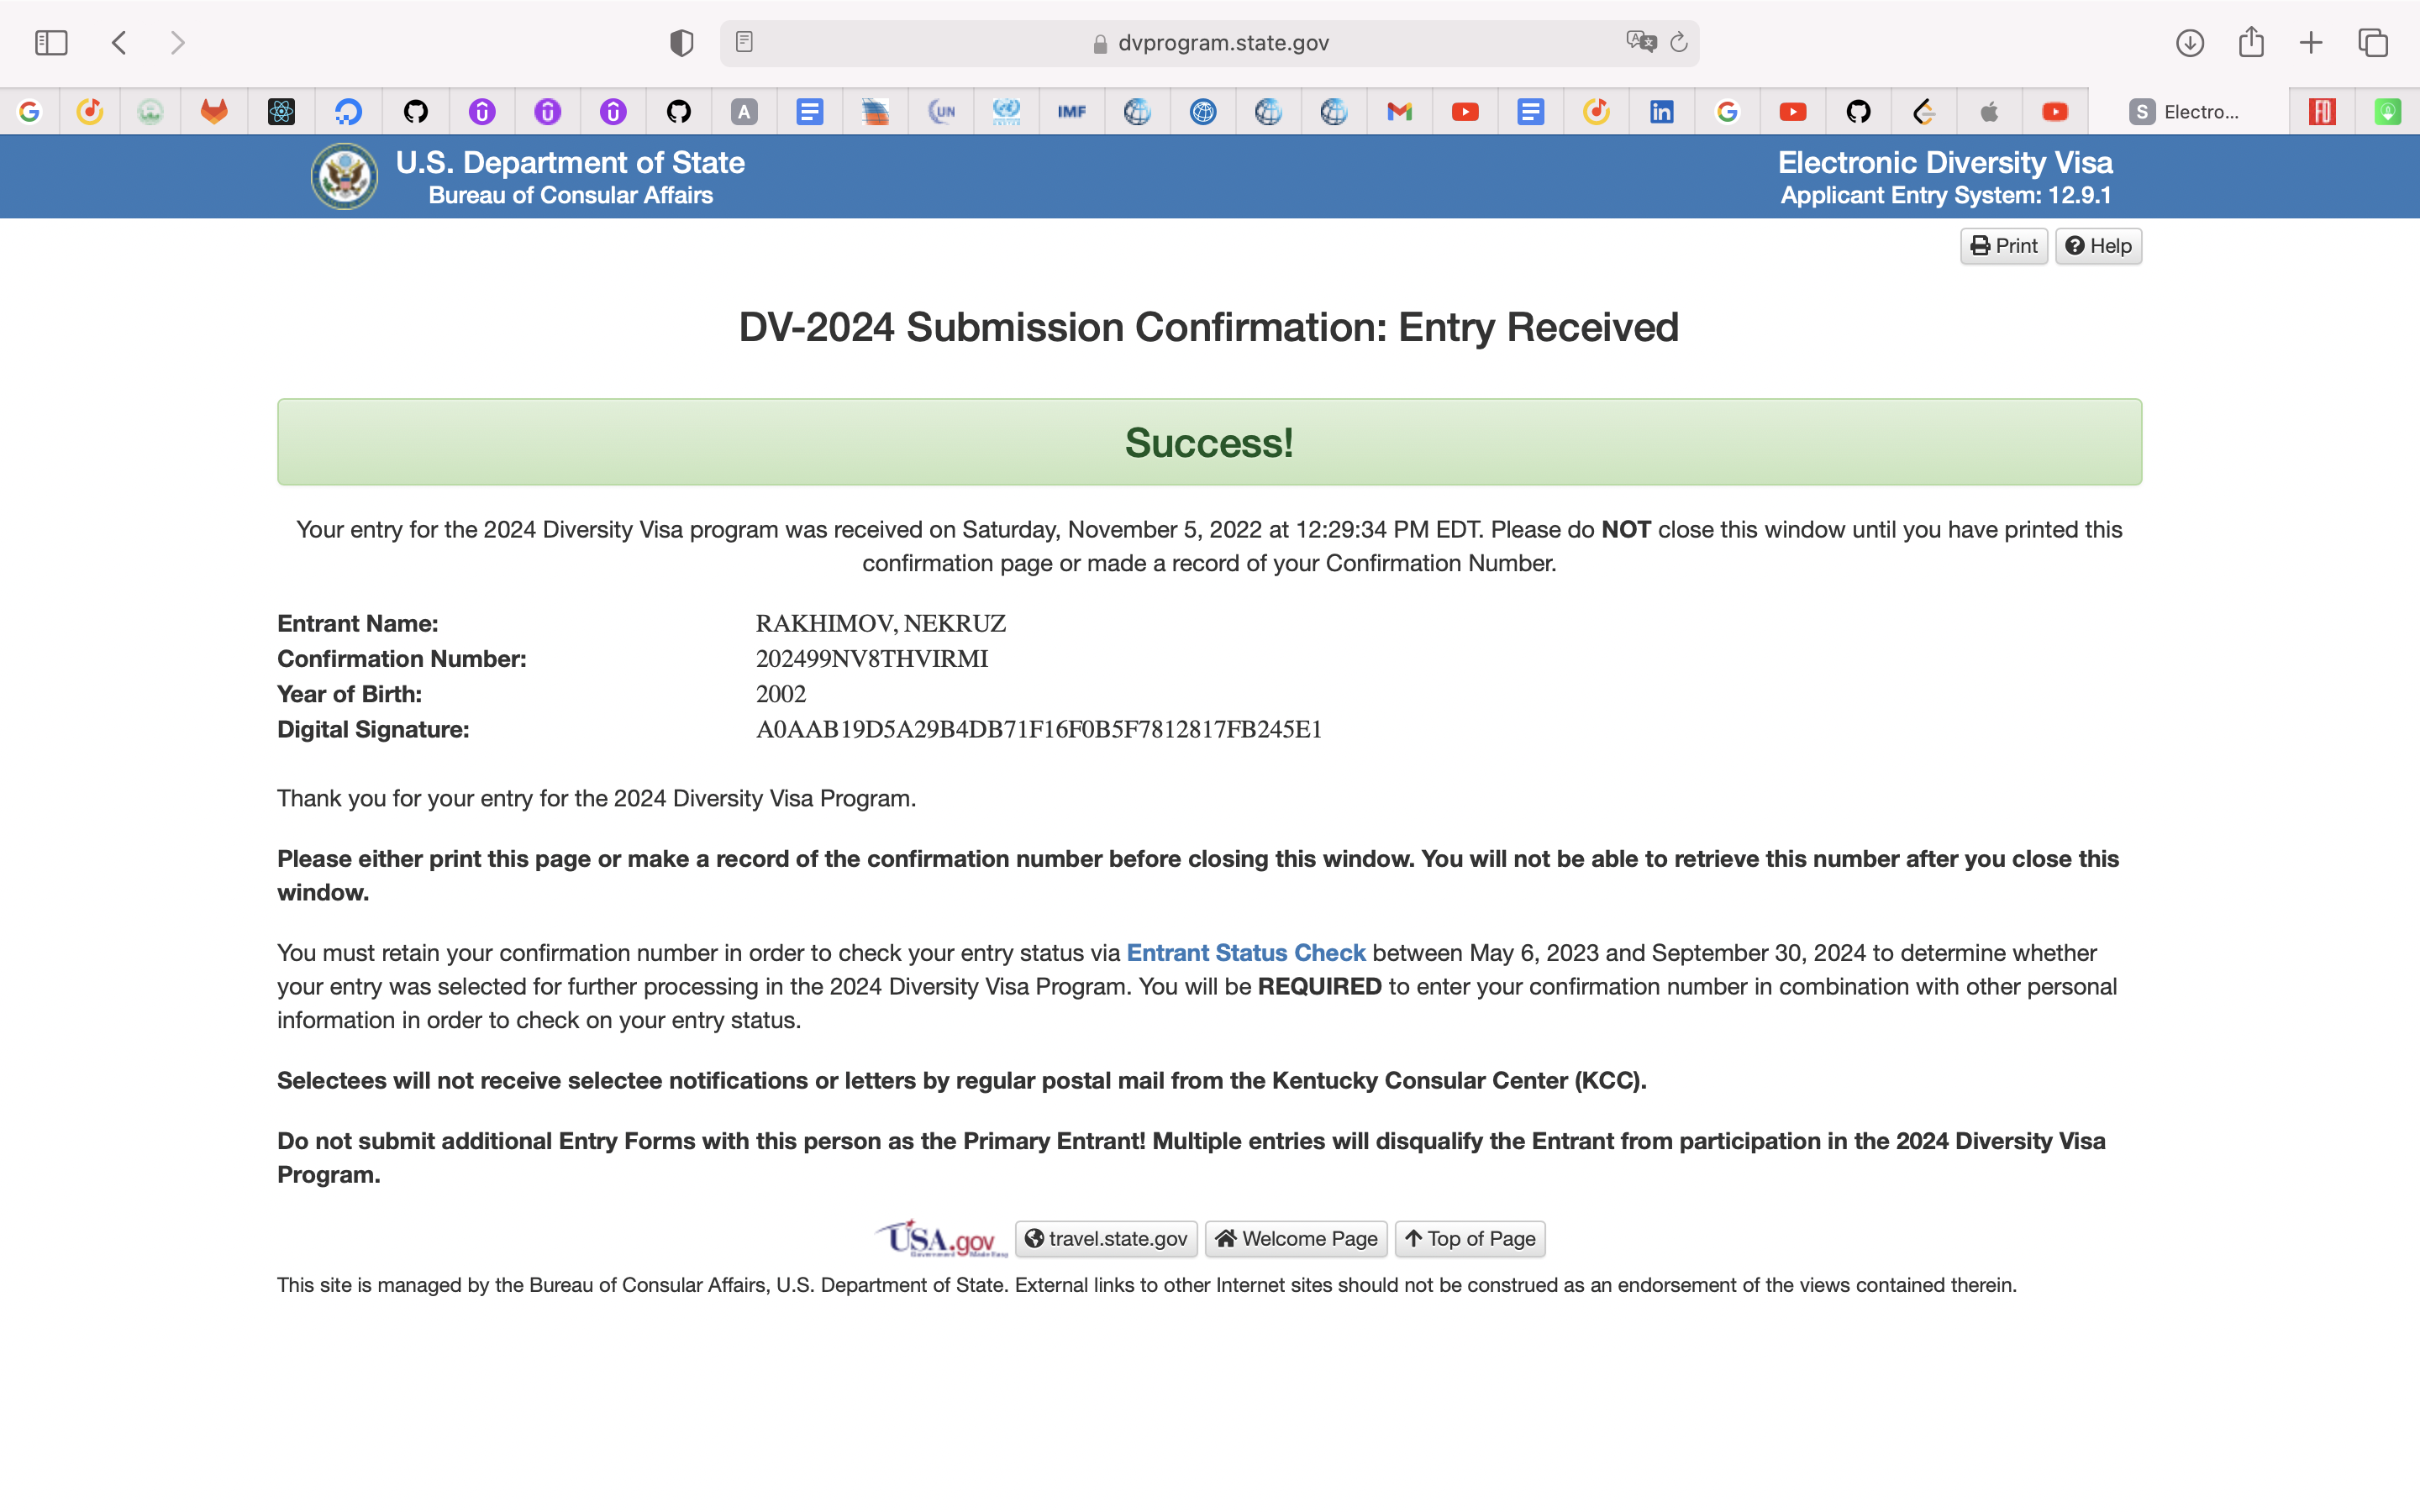 dvprogram.state.gov
UN
IMF
A
S Electro...
FD
U.S. Department of State
Bureau of Consular Affairs
Electronic Diversity Visa
Applicant Entry System: 12.9.1
Print
Help
DV-2024 Submission Confirmation: Entry Received
Success!
Your entry for the 2024 Diversity Visa program was received on Saturday, November 5, 2022 at 12:29:34 PM EDT. Please do NOT close this window until you have printed this
confirmation page or made a record of your Confirmation Number.
Entrant Name: RAKHIMOV, NEKRUZ
Confirmation Number: 202499NV8THVIRMI
Year of Birth: 2002
Digital Signature: A0AAB19D5A29B4DB71F16F0B5F7812817FB245E1
Thank you for your entry for the 2024 Diversity Visa Program.
Please either print this page or make a record of the confirmation number before closing this window. You will not be able to retrieve this number after you close this
window.
You must retain your confirmation number in order to check your entry status via Entrant Status Check between May 6, 2023 and September 30, 2024 to determine whether
your entry was selected for further processing in the 2024 Diversity Visa Program. You will be REQUIRED to enter your confirmation number in combination with other personal
information in order to check on your entry status.
Selectees will not receive selectee notifications or letters by regular postal mail from the Kentucky Consular Center (KCC).
Do not submit additional Entry Forms with this person as the Primary Entrant! Multiple entries will disqualify the Entrant from participation in the 2024 Diversity Visa
Program.
USA.gov
travel.state.gov
Welcome Page
Top of Page
This site is managed by the Bureau of Consular Affairs, U.S. Department of State. External links to other Internet sites should not be construed as an endorsement of the views contained therein.